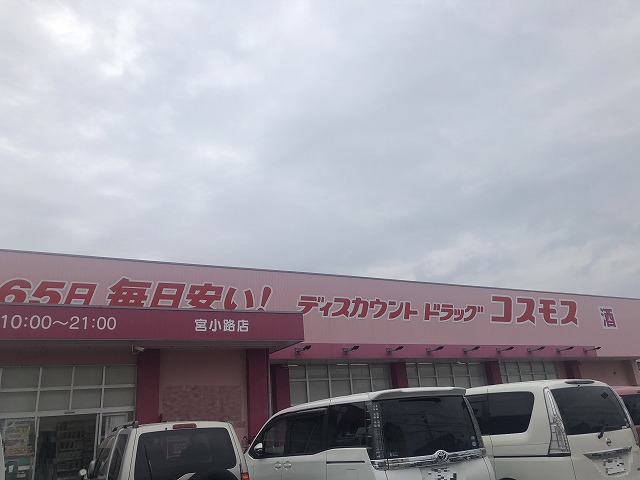 65日 毎日安い! ディスカウント ドラッグ コスモス 酒
10:00〜21:00 宮小路店